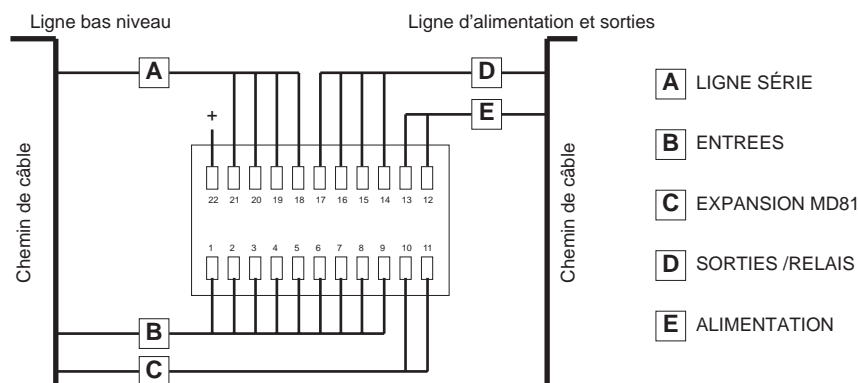 Ligne bas niveau
Ligne d'alimentation et sorties
A
D
E
+
22 21 20 19 18 17 16 15 14 13 12
1 2 3 4 5 6 7 8 9 10 11
B
C
Chemin de câble
Chemin de câble
A LIGNE SÉRIE
B ENTREES
C EXPANSION MD81
D SORTIES /RELAIS
E ALIMENTATION